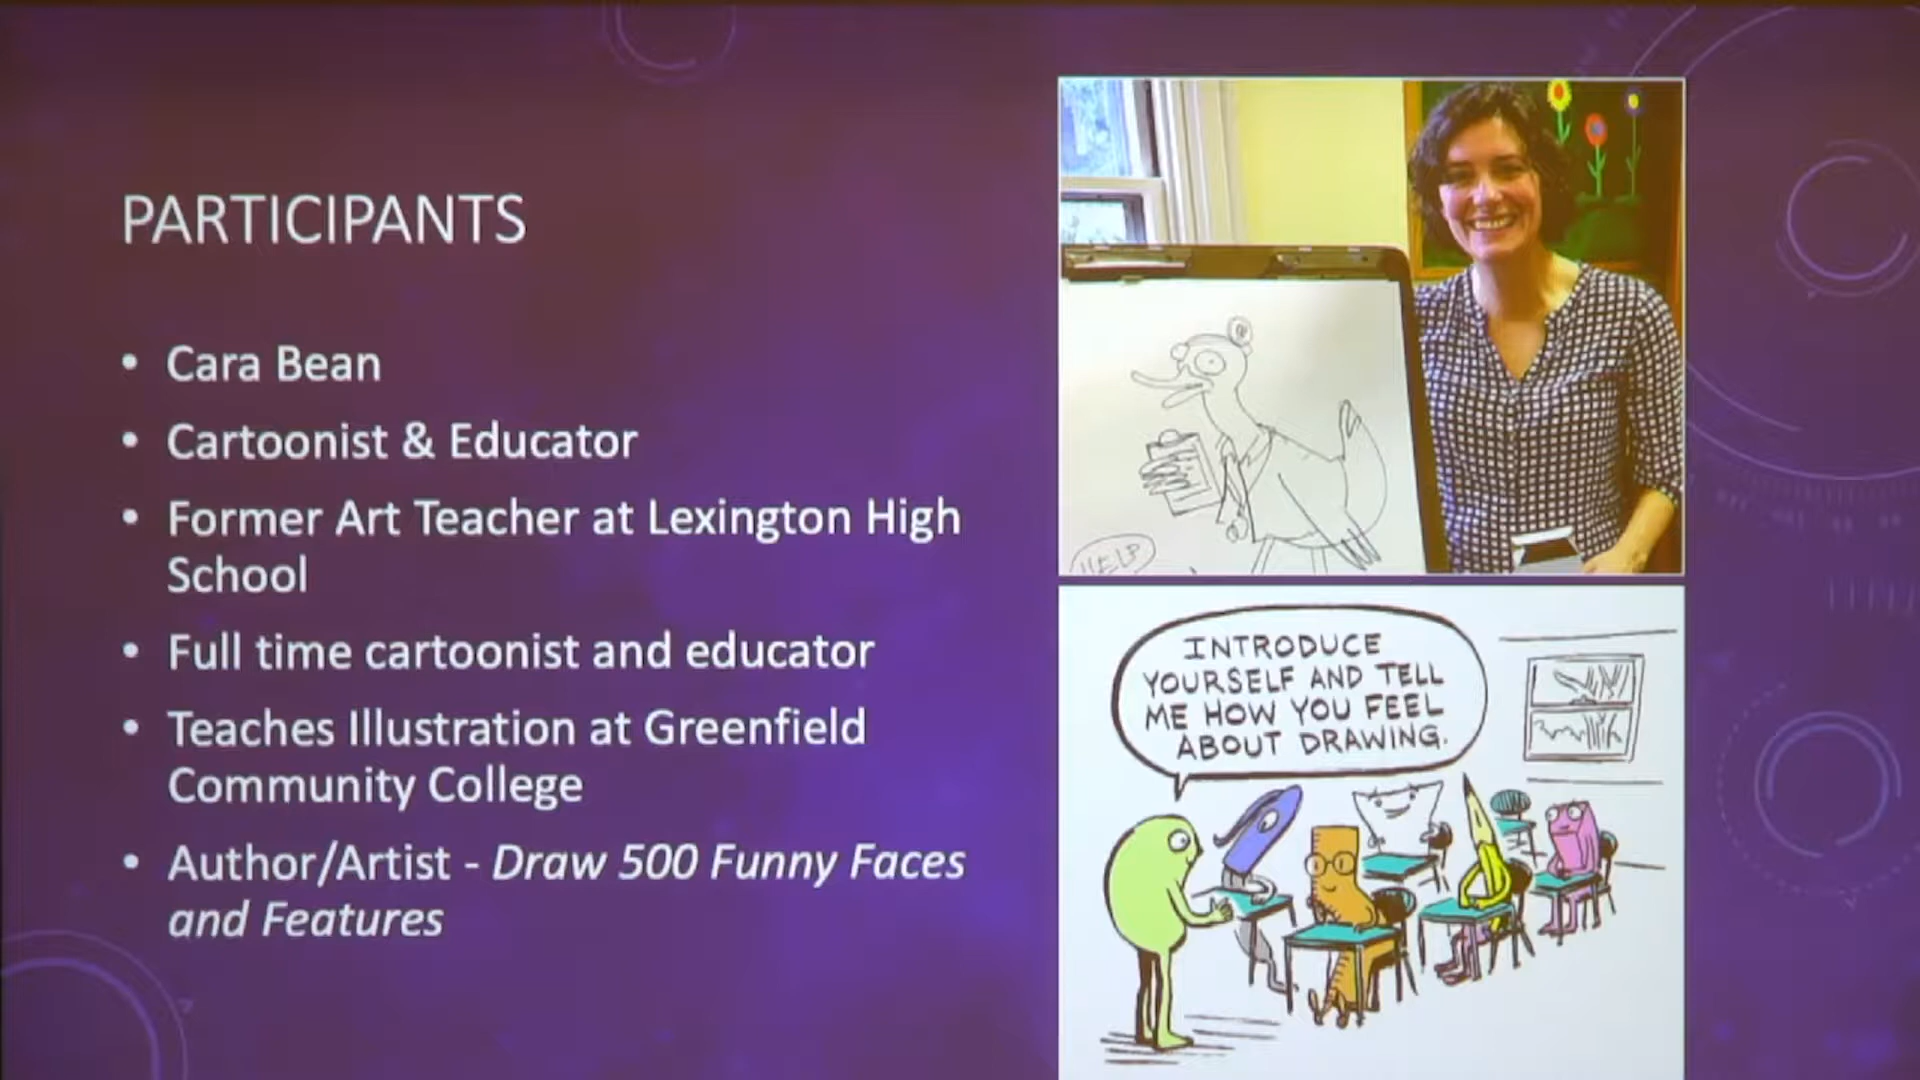 PARTICIPANTS
• Cara Bean
• Cartoonist & Educator
• Former Art Teacher at Lexington High
School
• Full time cartoonist and educator
• Teaches Illustration at Greenfield
Community College
• Author/Artist - Draw 500 Funny Faces
and Features
HELP
INTRODUCE
YOURSELF AND TELL
ME HOW YOU FEEL
ABOUT DRAWING.